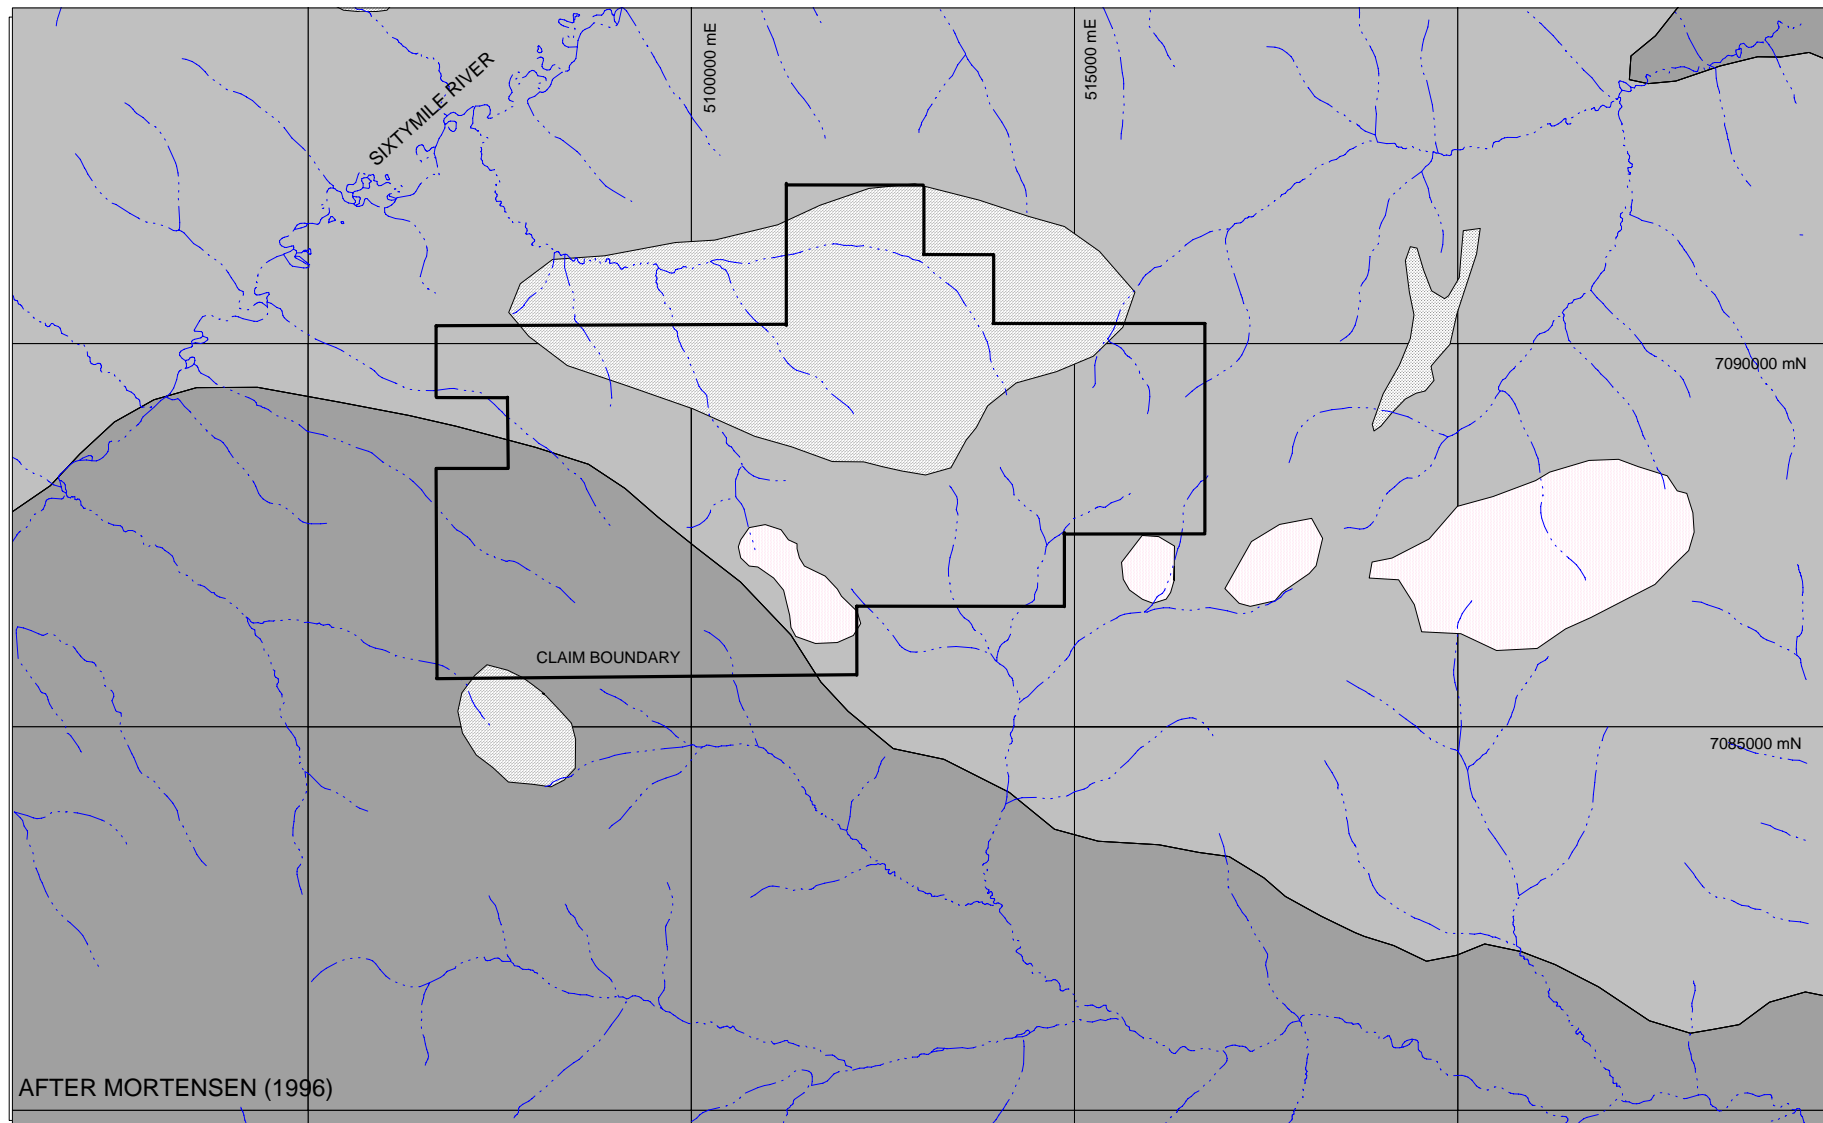 5100000 mE
515000 mE
SIXTYMILE RIVER
7090000 mN
CLAIM BOUNDARY
7085000 mN
AFTER MORTENSEN (1996)